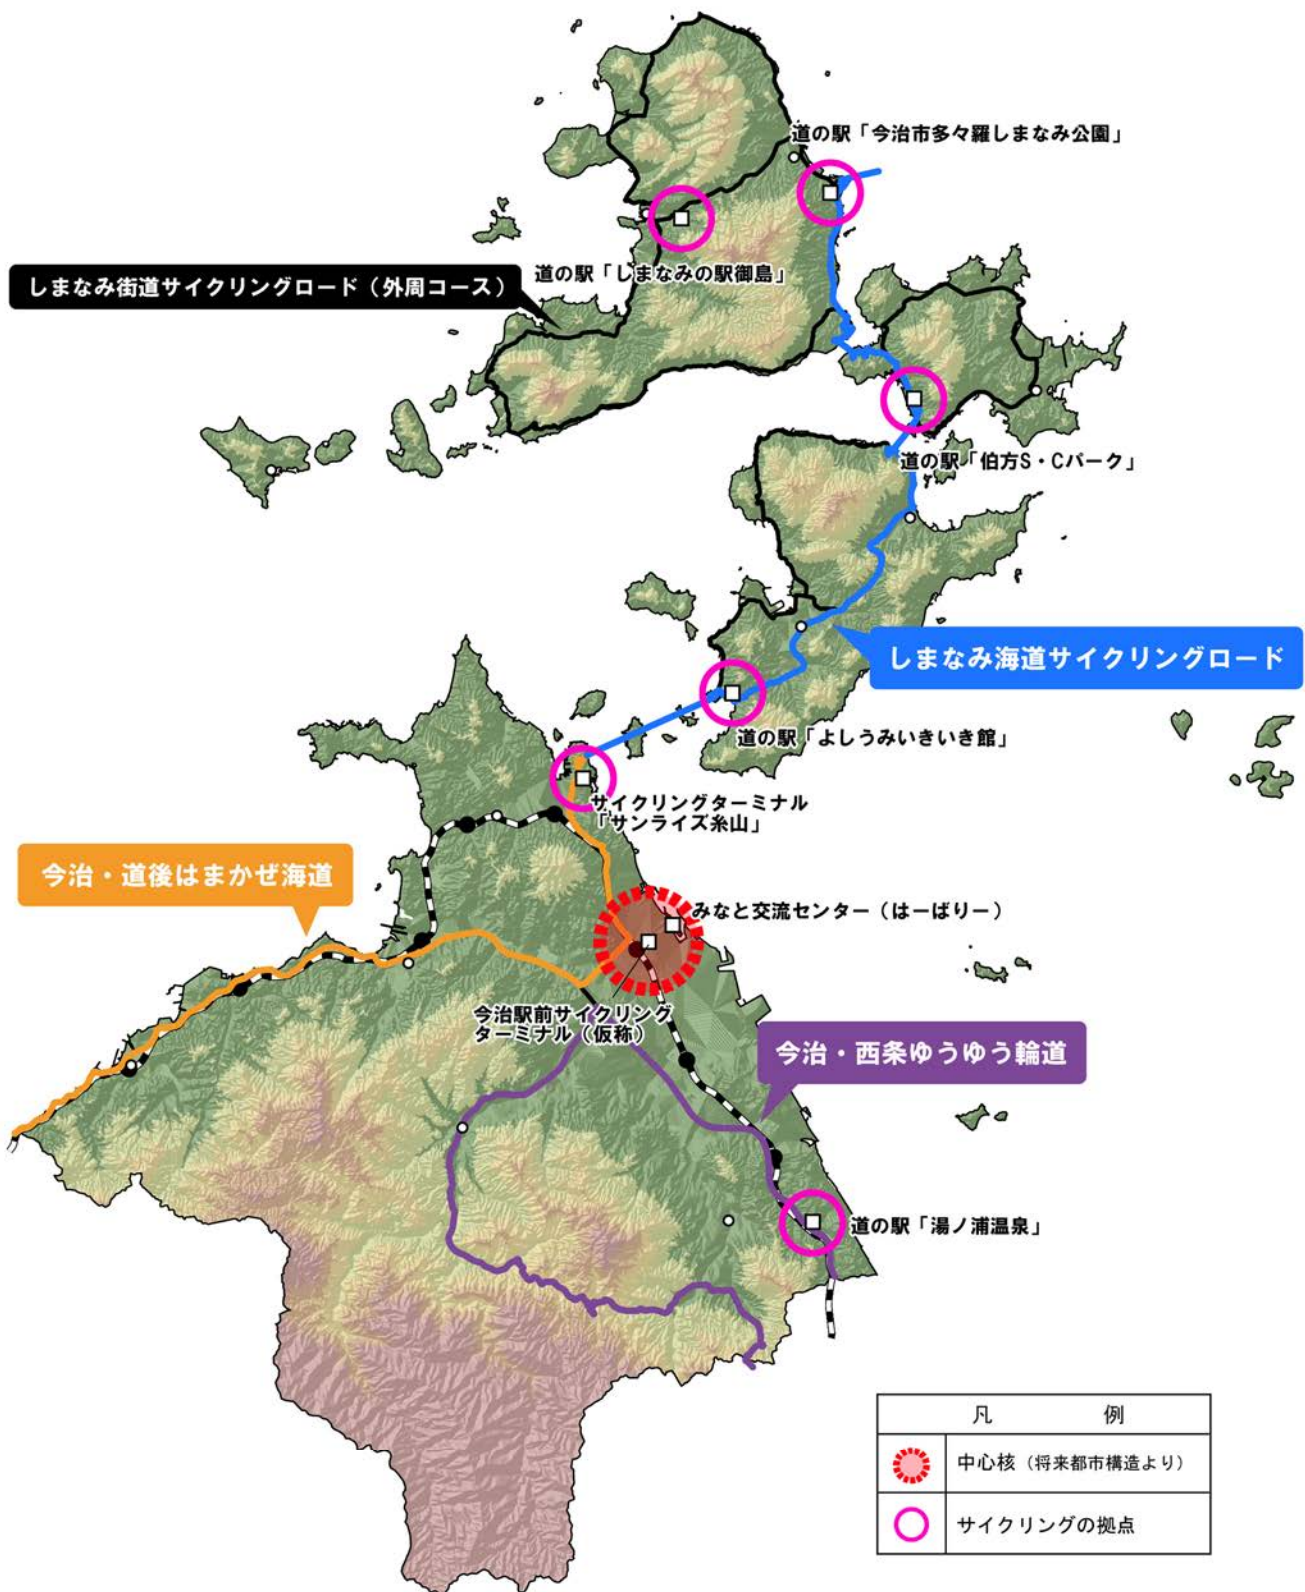 道の駅「今治市多々羅しまなみ公園」
道の駅「しまなみの駅御島」
しまなみ街道サイクリングロード（外周コース）
道の駅「伯方S・Cパーク」
しまなみ海道サイクリングロード
道の駅「よしうみいきいき館」
サイクリングターミナル
「サンライズ糸山」
今治・道後はまかぜ海道
みなと交流センター（はーばりー）
今治駅前サイクリング
ターミナル（仮称）
今治・西条ゆうゆう輪道
道の駅「湯ノ浦温泉」
凡　例
中心核（将来都市構造より）
サイクリングの拠点